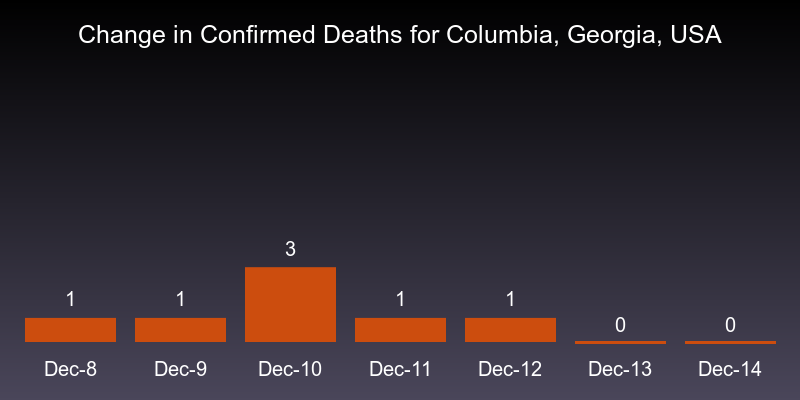 Change in Confirmed Deaths for Columbia, Georgia, USA
3
1 1 1 1
0 0
Dec-8 Dec-9 Dec-10 Dec-11 Dec-12 Dec-13 Dec-14